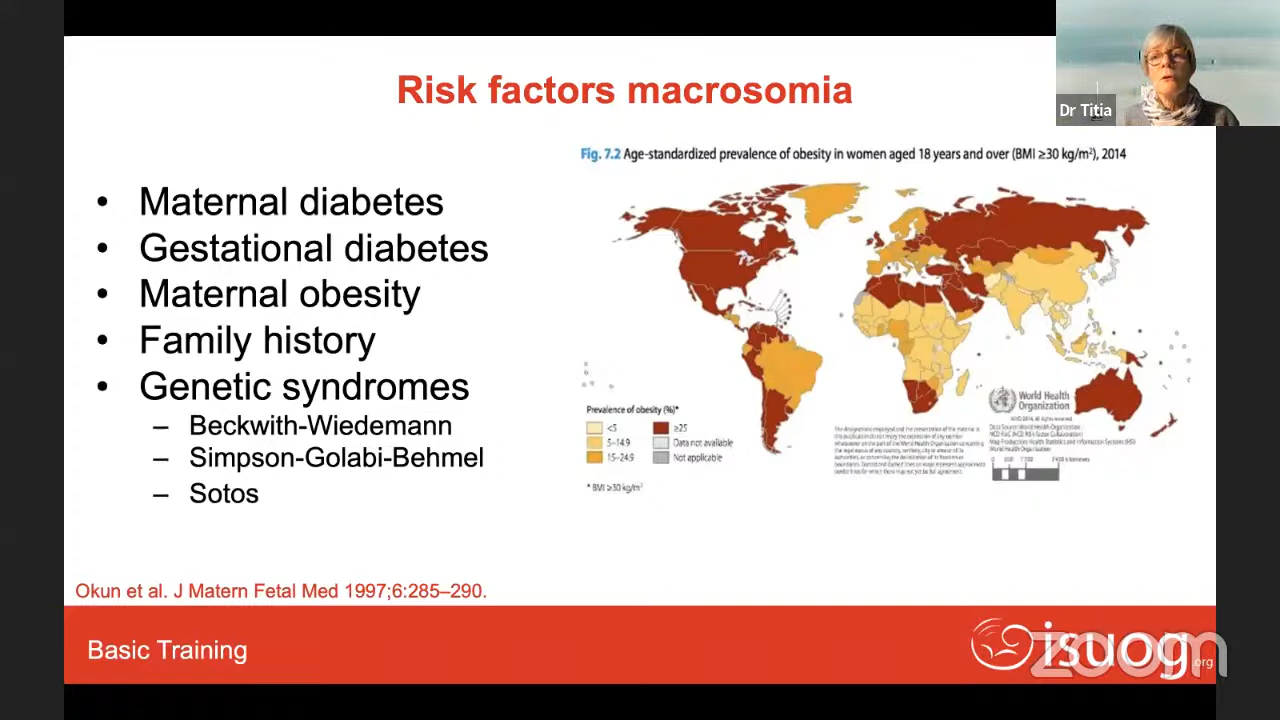 Risk factors macrosomia
Dr Titia
Fig. 7.2 Age-standardized prevalence of obesity in women aged 18 years and over (BMI ≥30 kg/m²), 2014
• Maternal diabetes
• Gestational diabetes
• Maternal obesity
• Family history
• Genetic syndromes
– Beckwith-Wiedemann
– Simpson-Golabi-Behmel
– Sotos
Prevalence of obesity (%)*
<5
5–14.9
15–24.9
≥25
Data not available
Not applicable
* BMI ≥30 kg/m²
World Health
Organization
Okun et al. J Matern Fetal Med 1997;6:285–290.
Basic Training
isuog.org
zoom